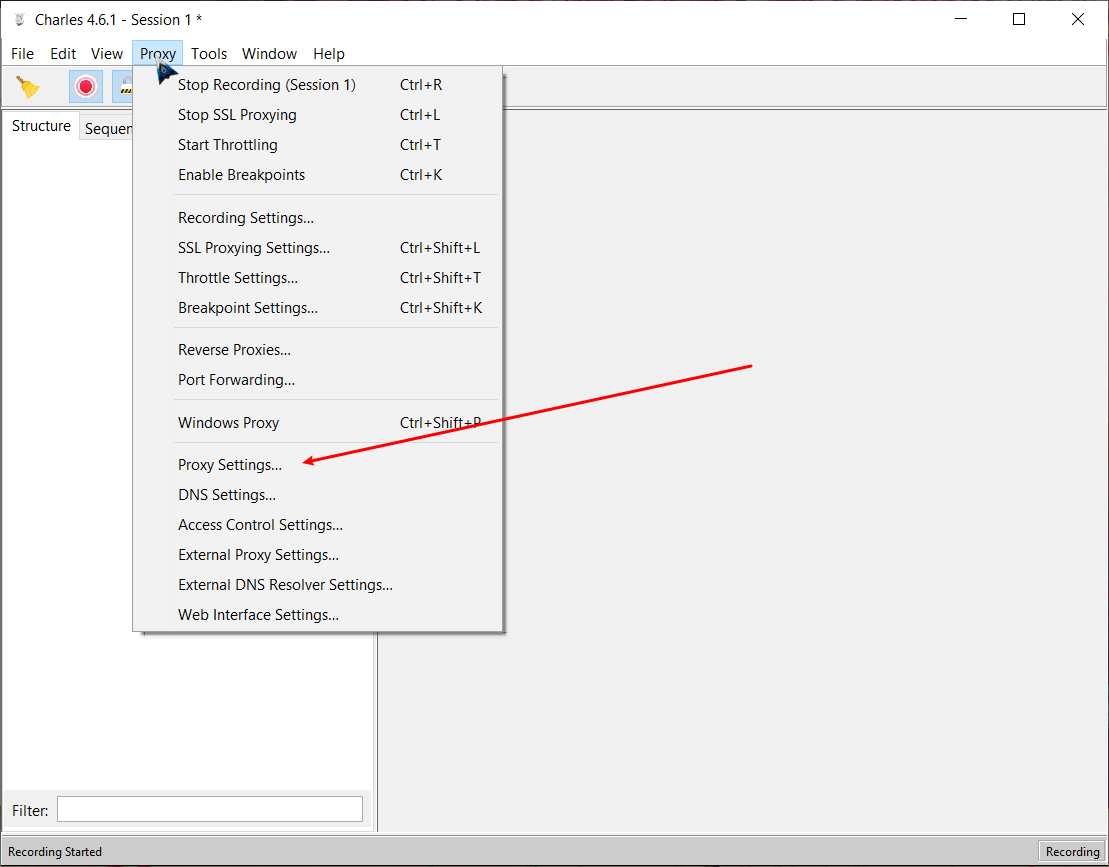 Charles 4.6.1 - Session 1 *
File Edit View Proxy Tools Window Help
Stop Recording (Session 1) Ctrl+R
Stop SSL Proxying Ctrl+L
Start Throttling Ctrl+T
Enable Breakpoints Ctrl+K
Structure Sequen
Recording Settings...
SSL Proxying Settings... Ctrl+Shift+L
Throttle Settings... Ctrl+Shift+T
Breakpoint Settings... Ctrl+Shift+K
Reverse Proxies...
Port Forwarding...
Windows Proxy Ctrl+Shift+P
Proxy Settings...
DNS Settings...
Access Control Settings...
External Proxy Settings...
External DNS Resolver Settings...
Web Interface Settings...
Filter:
Recording Started Recording